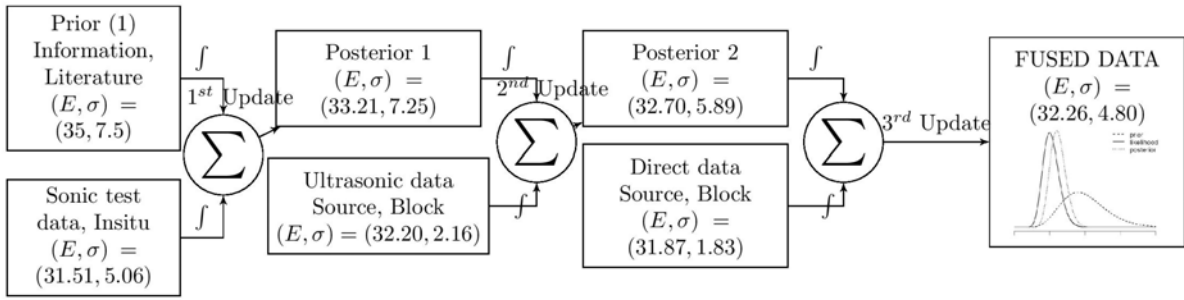 Prior (1)
Information,
Literature
(E, σ) =
(35, 7.5)
∫
1st Update
Sonic test
data, Insitu
(E, σ) =
(31.51, 5.06)
∫
∑
Posterior 1
(E, σ) =
(33.21, 7.25)
∫
2nd Update
Ultrasonic data
Source, Block
(E, σ) = (32.20, 2.16)
∫
∑
Posterior 2
(E, σ) =
(32.70, 5.89)
∫
Direct data
Source, Block
(E, σ) =
(31.87, 1.83)
∫
∑
3rd Update
FUSED DATA
(E, σ) =
(32.26, 4.80)
prior
likelihood
posterior